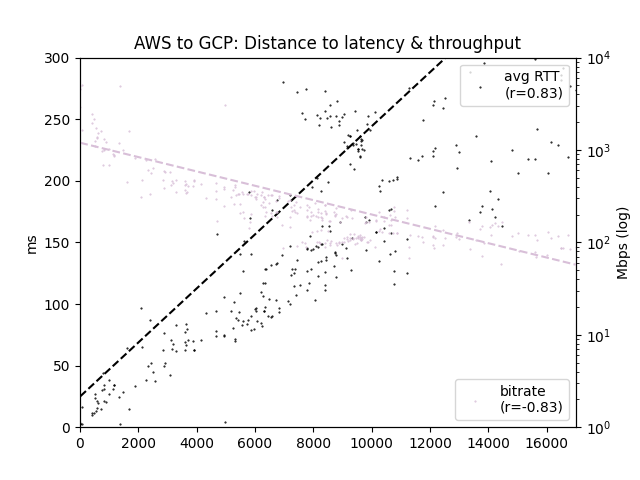 AWS to GCP: Distance to latency & throughput
300
250
200
150
100
50
0
ms
0 2000 4000 6000 8000 10000 12000 14000 16000
10^4
10^3
10^2
10^1
10^0
Mbps (log)
avg RTT
(r=0.83)
bitrate
(r=-0.83)